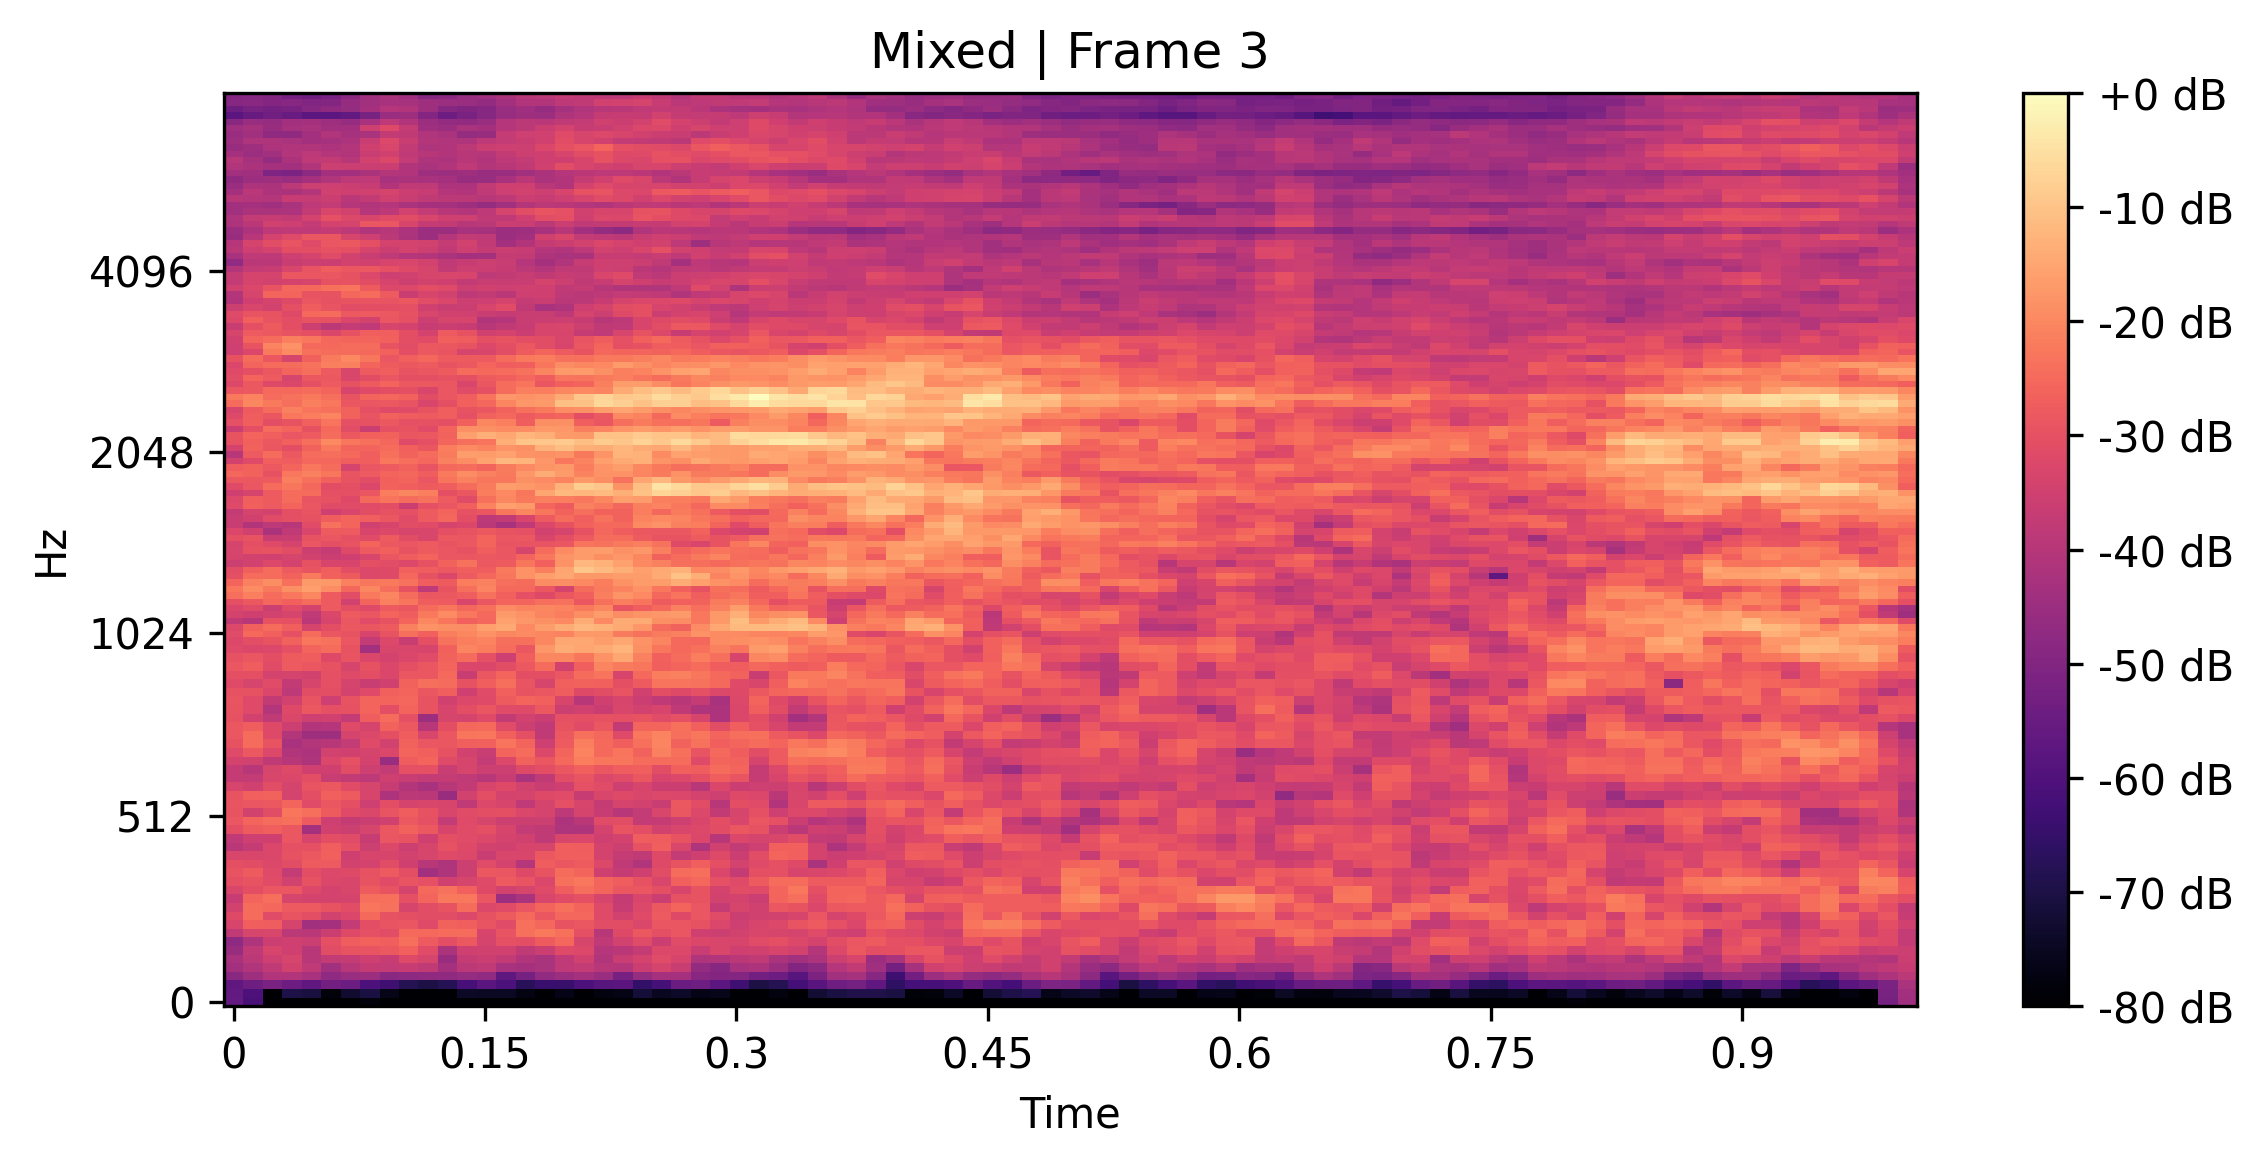 Mixed | Frame 3
+0 dB
-10 dB
-20 dB
-30 dB
-40 dB
-50 dB
-60 dB
-70 dB
-80 dB
Hz
4096
2048
1024
512
0
0 0.15 0.3 0.45 0.6 0.75 0.9
Time